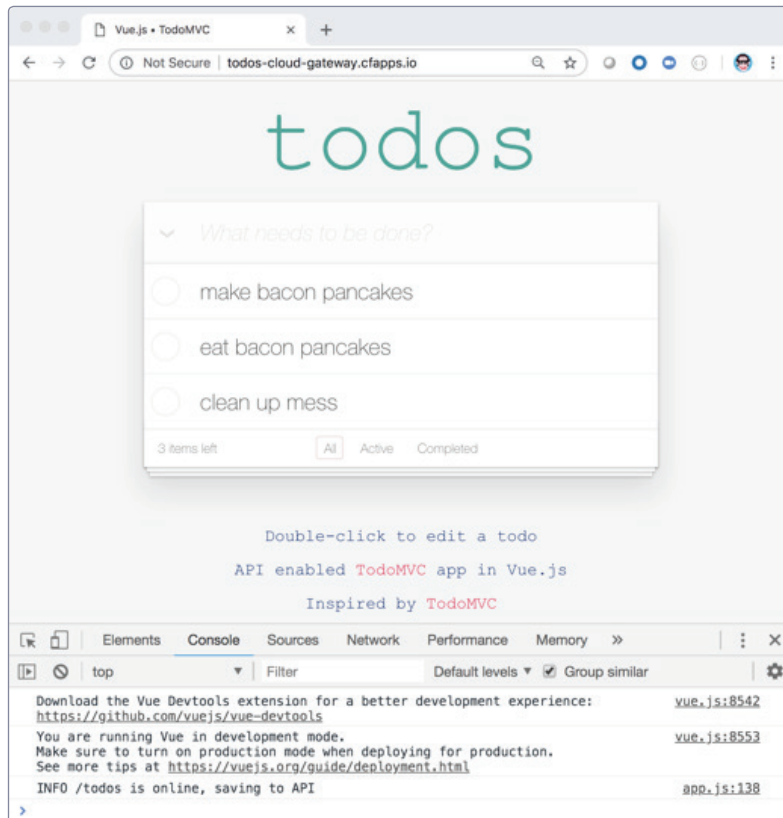 Vue.js • TodoMVC
Not Secure | todos-cloud-gateway.cfapps.io
todos
What needs to be done?
make bacon pancakes
eat bacon pancakes
clean up mess
3 items left All Active Completed
Double-click to edit a todo
API enabled TodoMVC app in Vue.js
Inspired by TodoMVC
Elements Console Sources Network Performance Memory »
top Filter Default levels ▼ Group similar
Download the Vue Devtools extension for a better development experience: vue.js:8542
https://github.com/vuejs/vue-devtools
You are running Vue in development mode. vue.js:8553
Make sure to turn on production mode when deploying for production.
See more tips at https://vuejs.org/guide/deployment.html
INFO /todos is online, saving to API app.js:138